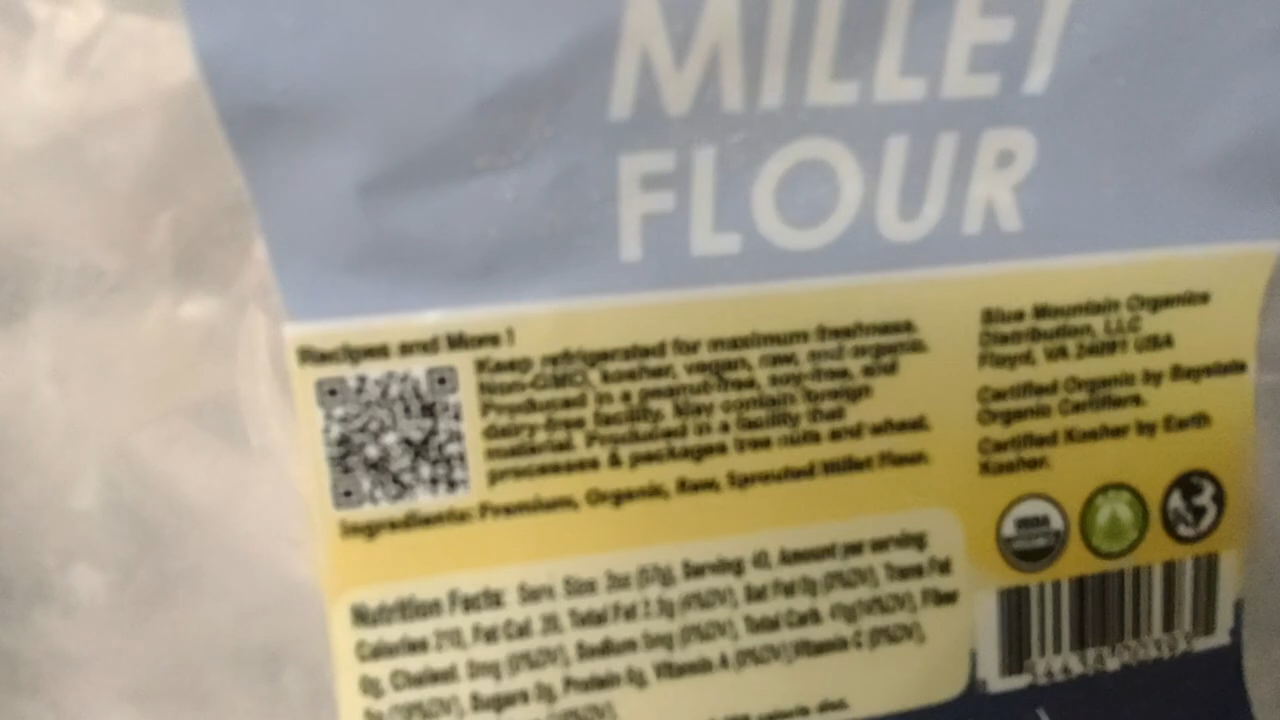 MILLET
FLOUR
Recipes and More !
Keep refrigerated for maximum freshness.
Non-GMO, kosher, vegan, raw, and organic.
Produced in a peanut-free, soy-free, and
dairy-free facility. May contain foreign
material. Produced in a facility that
processes & packages tree nuts and wheat.
Ingredients: Premium, Organic, Raw, Sprouted Millet Flour.
Blue Mountain Organics
Distribution, LLC
Floyd, VA 24091 USA
Certified Organic by Baystate
Organic Certifiers.
Certified Kosher by Earth
Kosher.
USDA
Nutrition Facts: Serv. Size 2oz (57g), Serving: 40, Amount per serving:
Calories 210, Fat Cal. 20, Total Fat 2.5g (4%DV), Sat Fat 0g (0%DV), Trans Fat
0g, Cholest. 0mg (0%DV), Sodium 5mg (0%DV), Total Carb. 41g (14%DV), Fiber
Sugars 0g, Protein 6g, Vitamin A (0%DV), Vitamin C (0%DV),
calorie diet.